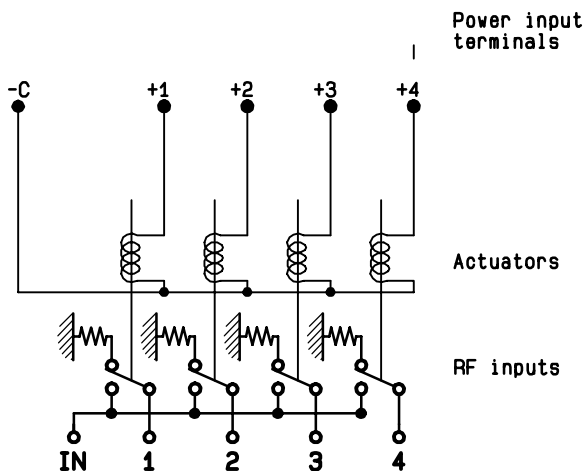 Power input
terminals
-C +1 +2 +3 +4
Actuators
RF inputs
IN 1 2 3 4